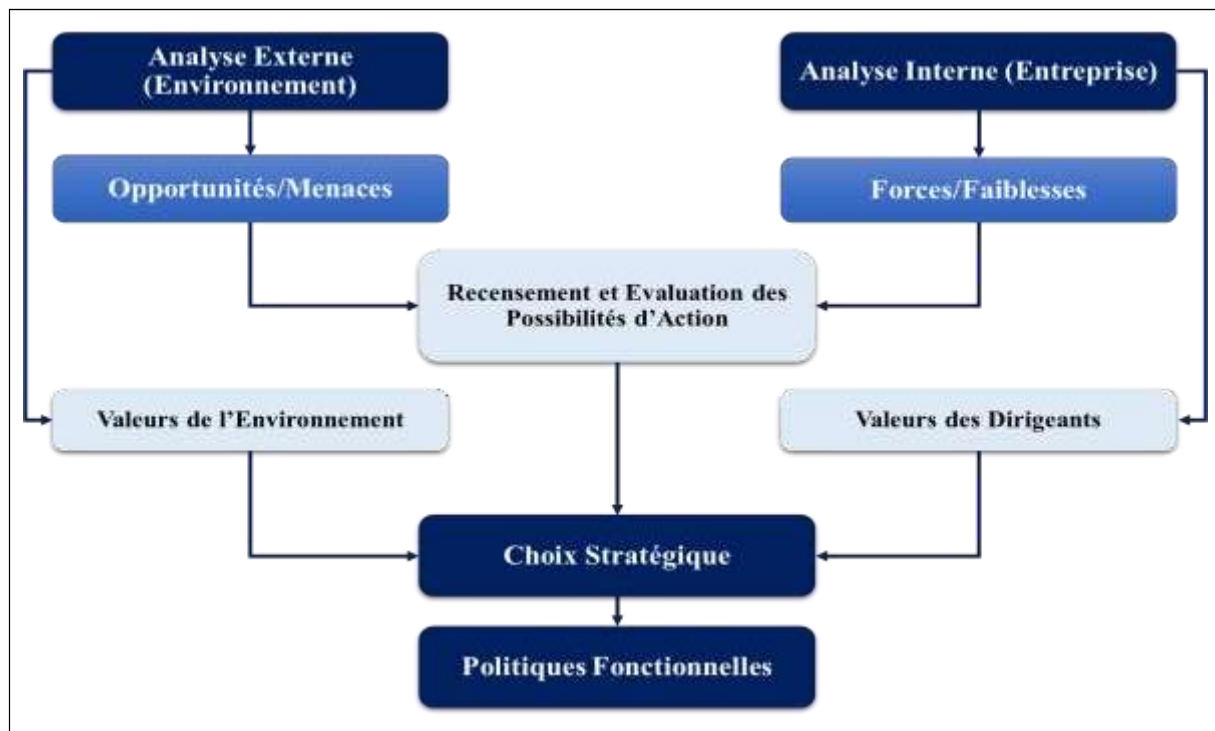 Analyse Externe
(Environnement)
Analyse Interne (Entreprise)
Opportunités/Menaces
Forces/Faiblesses
Recensement et Evaluation des
Possibilités d’Action
Valeurs de l’Environnement
Valeurs des Dirigeants
Choix Stratégique
Politiques Fonctionnelles